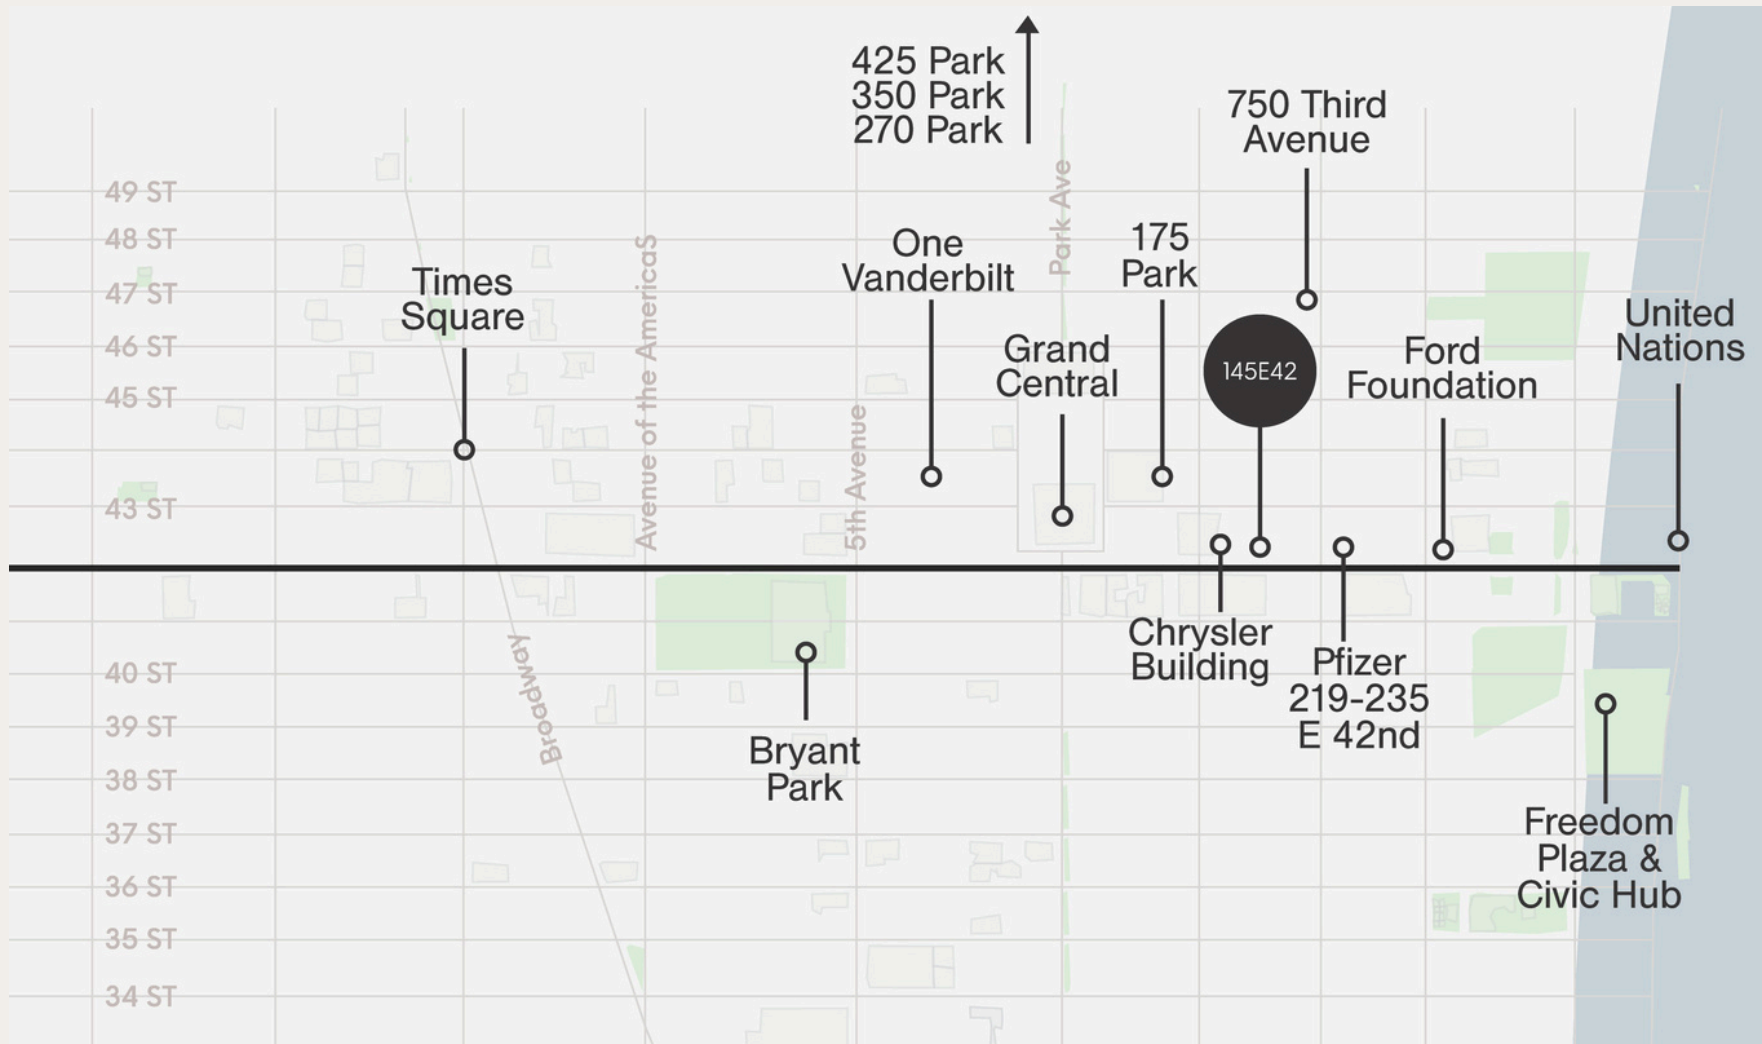 425 Park
350 Park
270 Park
750 Third
Avenue
49 ST
Park Ave
48 ST
One
Vanderbilt
175
Park
Times
Square
47 ST
Avenue of the AmericaS
United
Nations
46 ST
Grand
Central
145E42
Ford
Foundation
45 ST
5th Avenue
43 ST
Chrysler
Building
Pfizer
219-235
E 42nd
40 ST
Broadway
39 ST
Bryant
Park
38 ST
37 ST
Freedom
Plaza &
Civic Hub
36 ST
35 ST
34 ST